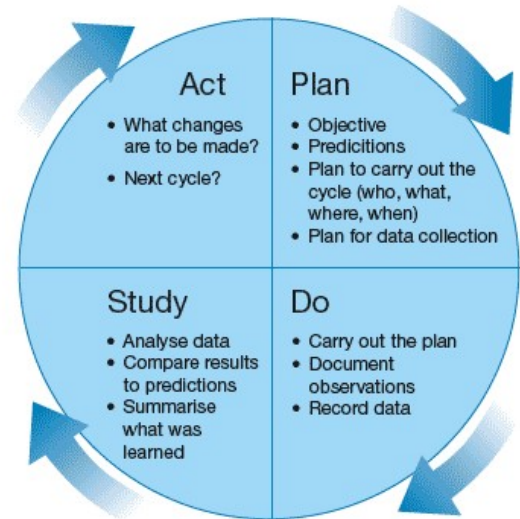 Act
• What changes
are to be made?
• Next cycle?
Plan
• Objective
• Predicitions
• Plan to carry out the
cycle (who, what,
where, when)
• Plan for data collection
Study
• Analyse data
• Compare results
to predictions
• Summarise
what was
learned
Do
• Carry out the plan
• Document
observations
• Record data